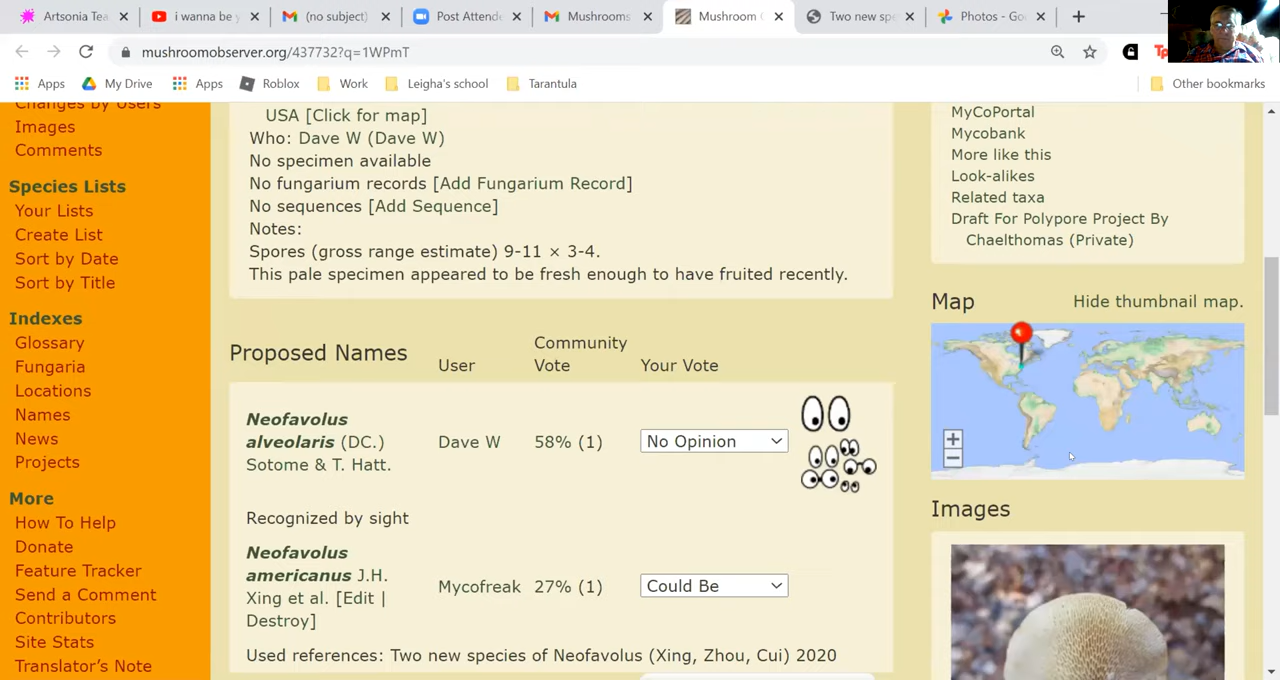 Artsonia Tea
i wanna be y
(no subject)
Post Attende
Mushrooms
Mushroom O
Two new spe
Photos - Goo
mushroomobserver.org/437732?q=1WPmT
Apps
My Drive
Apps
Roblox
Work
Leigha's school
Tarantula
Other bookmarks
Changes by Users
Images
Comments
Species Lists
Your Lists
Create List
Sort by Date
Sort by Title
Indexes
Glossary
Fungaria
Locations
Names
News
Projects
More
How To Help
Donate
Feature Tracker
Send a Comment
Contributors
Site Stats
Translator's Note
USA [Click for map]
Who: Dave W (Dave W)
No specimen available
No fungarium records [Add Fungarium Record]
No sequences [Add Sequence]
Notes:
Spores (gross range estimate) 9-11 × 3-4.
This pale specimen appeared to be fresh enough to have fruited recently.
Proposed Names
User
Community
Vote
Your Vote
Neofavolus
alveolaris (DC.)
Sotome & T. Hatt.
Dave W
58% (1)
No Opinion
Recognized by sight
Neofavolus
americanus J.H.
Xing et al. [Edit |
Destroy]
Mycofreak
27% (1)
Could Be
Used references: Two new species of Neofavolus (Xing, Zhou, Cui) 2020
MyCoPortal
Mycobank
More like this
Look-alikes
Related taxa
Draft For Polypore Project By
Chaelthomas (Private)
Map
Hide thumbnail map.
Images